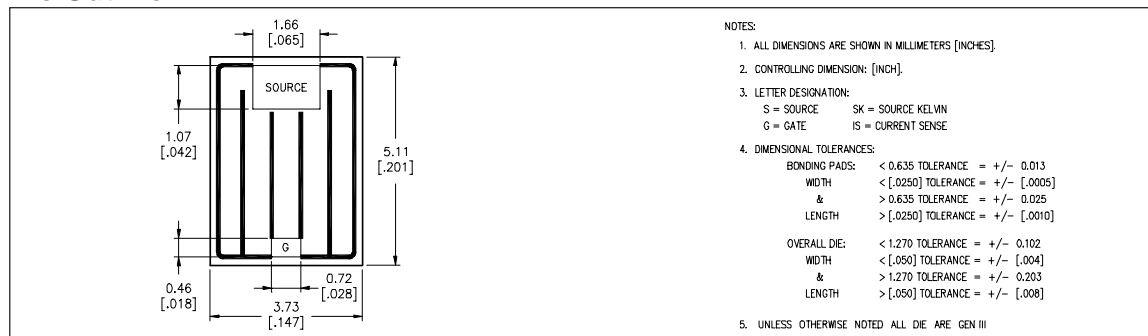 1.66
[.065]
SOURCE
1.07
[.042]
5.11
[.201]
G
0.46
[.018]
0.72
[.028]
3.73
[.147]
NOTES:
1. ALL DIMENSIONS ARE SHOWN IN MILLIMETERS [INCHES].
2. CONTROLLING DIMENSION: [INCH].
3. LETTER DESIGNATION:
S = SOURCE SK = SOURCE KELVIN
G = GATE IS = CURRENT SENSE
4. DIMENSIONAL TOLERANCES:
BONDING PADS: < 0.635 TOLERANCE = +/- 0.013
WIDTH < [.0250] TOLERANCE = +/- [.0005]
& > 0.635 TOLERANCE = +/- 0.025
LENGTH > [.0250] TOLERANCE = +/- [.0010]
OVERALL DIE: < 1.270 TOLERANCE = +/- 0.102
WIDTH < [.050] TOLERANCE = +/- [.004]
& > 1.270 TOLERANCE = +/- 0.203
LENGTH > [.050] TOLERANCE = +/- [.008]
5. UNLESS OTHERWISE NOTED ALL DIE ARE GEN III